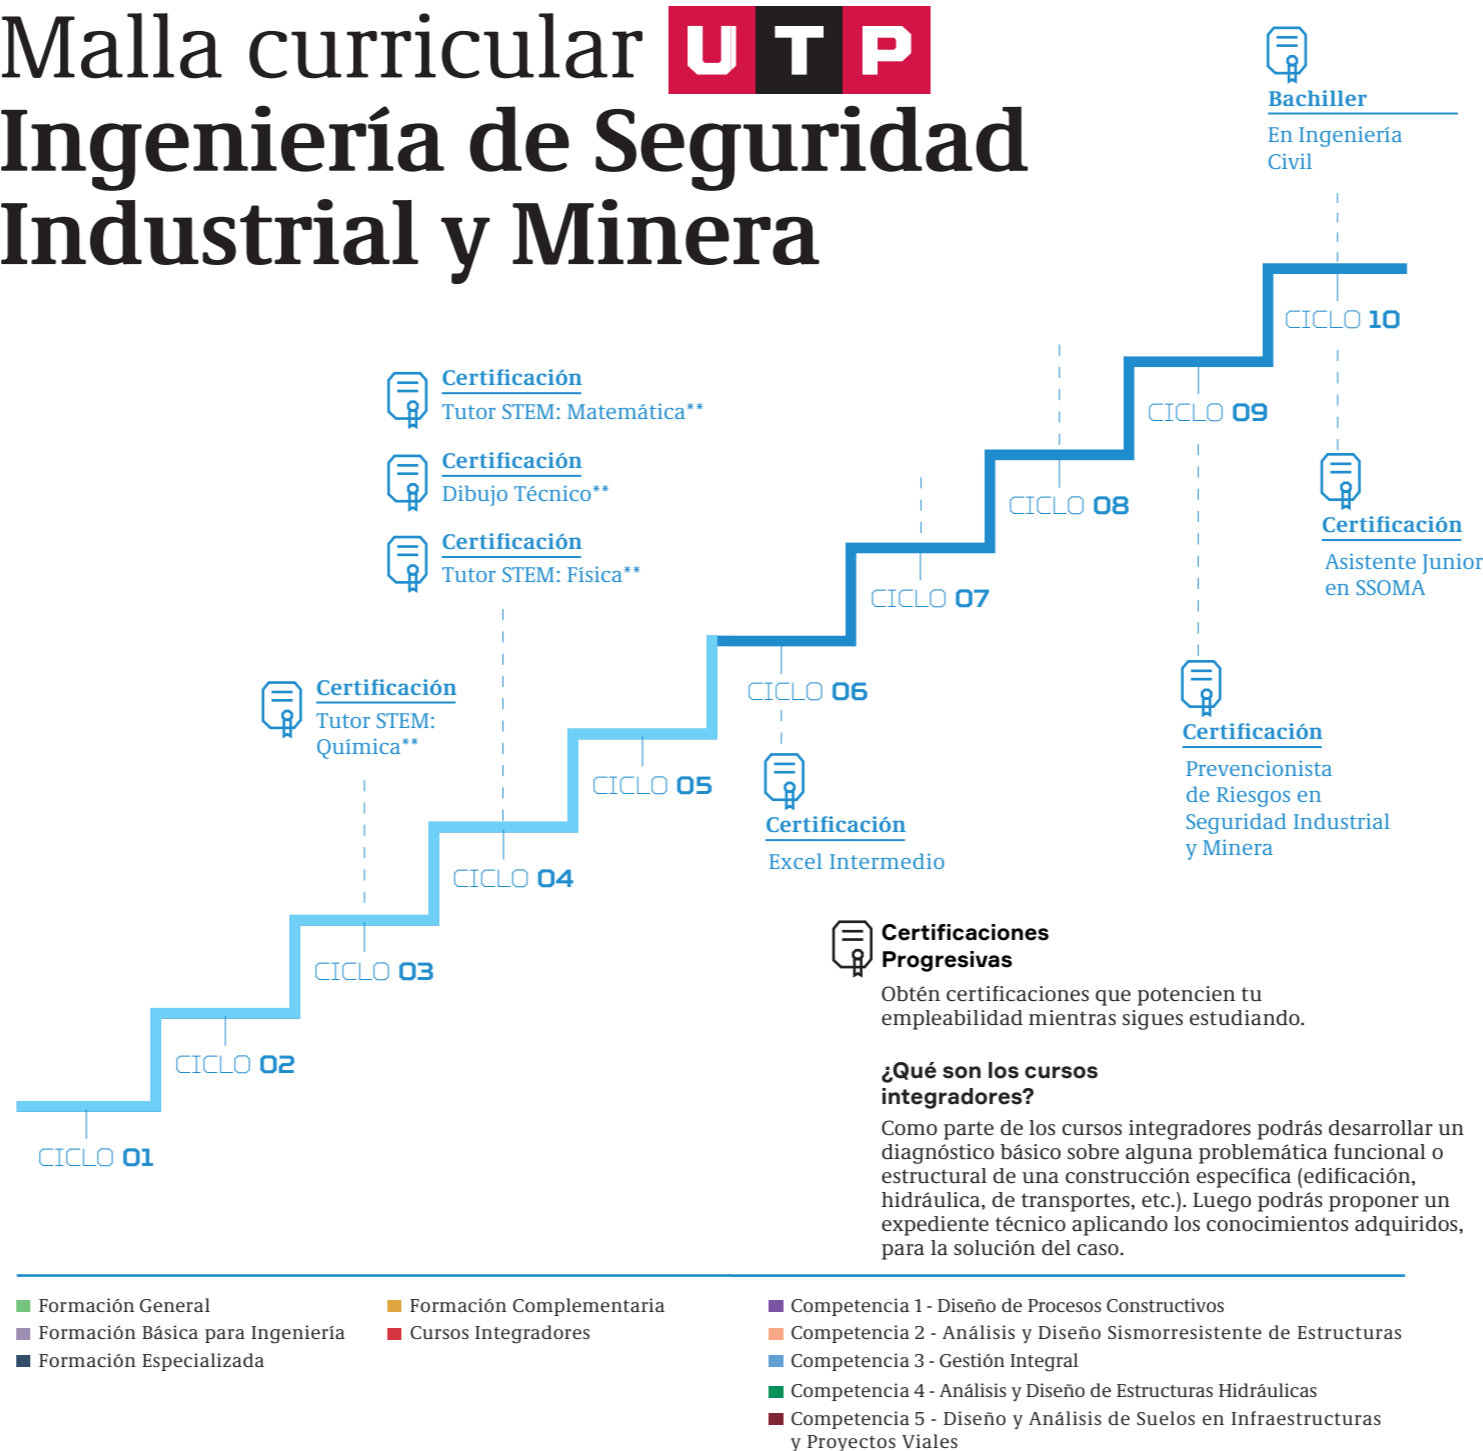 Malla curricular UTP
Ingeniería de Seguridad
Industrial y Minera
Bachiller
En Ingeniería
Civil
CICLO 10
Certificación
Asistente Junior
en SSOMA
CICLO 09
Certificación
Prevencionista
de Riesgos en
Seguridad Industrial
y Minera
CICLO 08
CICLO 07
CICLO 06
Certificación
Excel Intermedio
CICLO 05
Certificación
Tutor STEM: Matemática**
Certificación
Dibujo Técnico**
Certificación
Tutor STEM: Física**
CICLO 04
Certificación
Tutor STEM:
Química**
CICLO 03
CICLO 02
CICLO 01
Certificaciones
Progresivas
Obtén certificaciones que potencien tu
empleabilidad mientras sigues estudiando.
¿Qué son los cursos
integradores?
Como parte de los cursos integradores podrás desarrollar un
diagnóstico básico sobre alguna problemática funcional o
estructural de una construcción específica (edificación,
hidráulica, de transportes, etc.). Luego podrás proponer un
expediente técnico aplicando los conocimientos adquiridos,
para la solución del caso.
Formación General
Formación Básica para Ingeniería
Formación Especializada
Formación Complementaria
Cursos Integradores
Competencia 1 - Diseño de Procesos Constructivos
Competencia 2 - Análisis y Diseño Sismorresistente de Estructuras
Competencia 3 - Gestión Integral
Competencia 4 - Análisis y Diseño de Estructuras Hidráulicas
Competencia 5 - Diseño y Análisis de Suelos en Infraestructuras
y Proyectos Viales